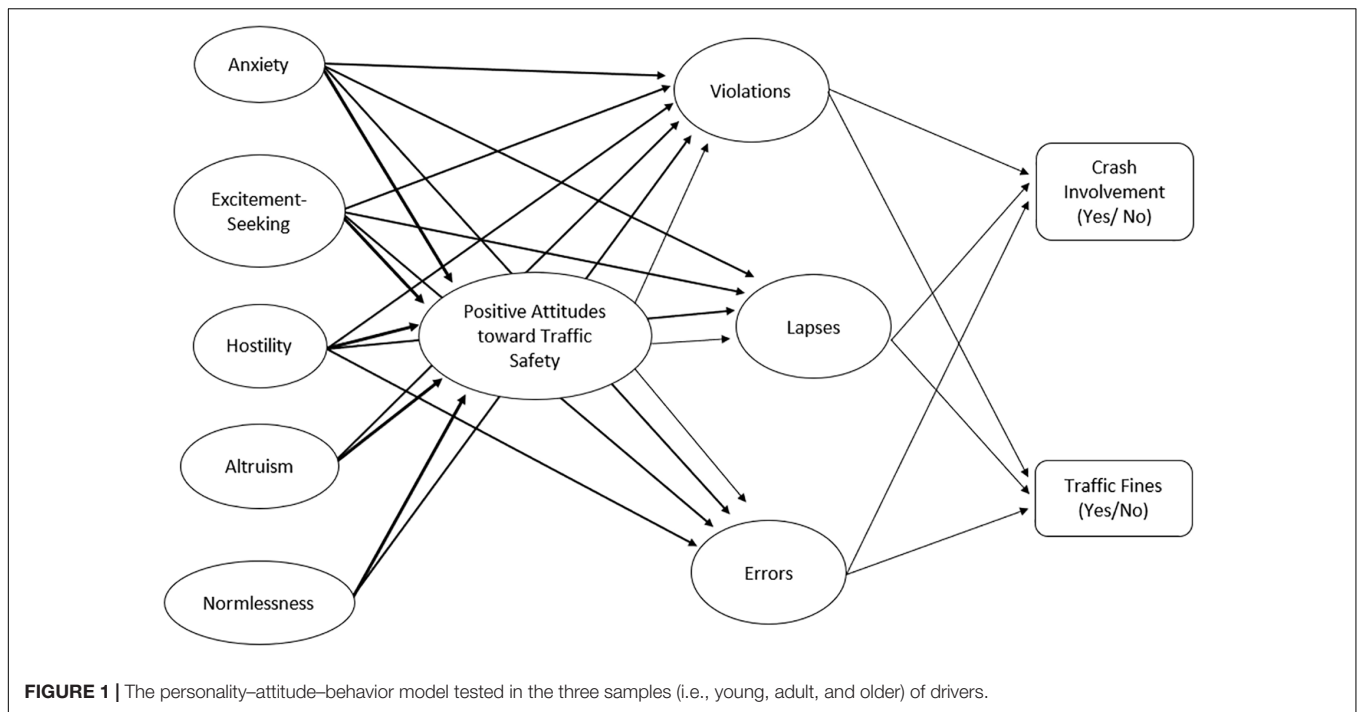 Anxiety
Excitement-
Seeking
Hostility
Altruism
Normlessness
Positive Attitudes
toward Traffic
Safety
Violations
Lapses
Errors
Crash
Involvement
(Yes/ No)
Traffic Fines
(Yes/No)
FIGURE 1 | The personality–attitude–behavior model tested in the three samples (i.e., young, adult, and older) of drivers.